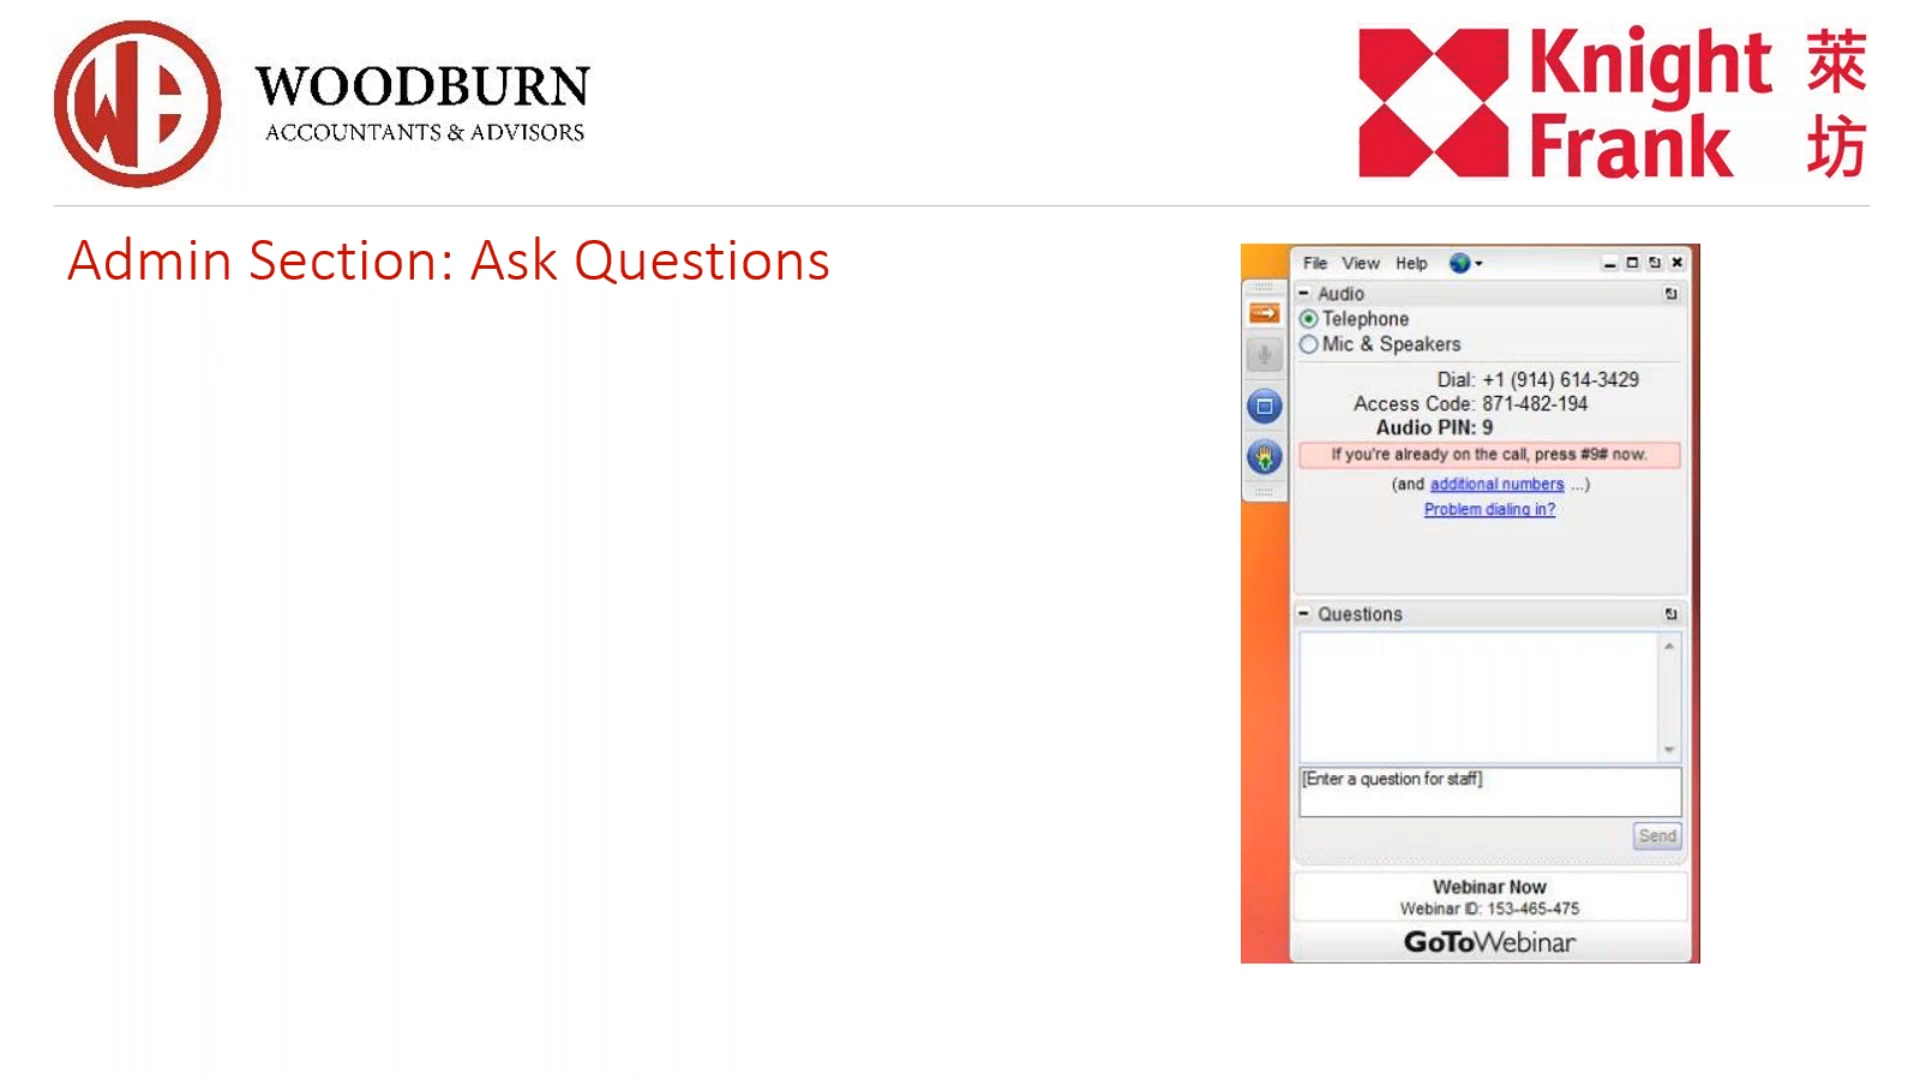 WOODBURN
ACCOUNTANTS & ADVISORS
Knight
Frank
萊
坊
Admin Section: Ask Questions
File View Help
Audio
Telephone
Mic & Speakers
Dial: +1 (914) 614-3429
Access Code: 871-482-194
Audio PIN: 9
If you're already on the call, press #9# now.
(and additional numbers ...)
Problem dialing in?
Questions
[Enter a question for staff]
Send
Webinar Now
Webinar ID: 153-465-475
GoToWebinar